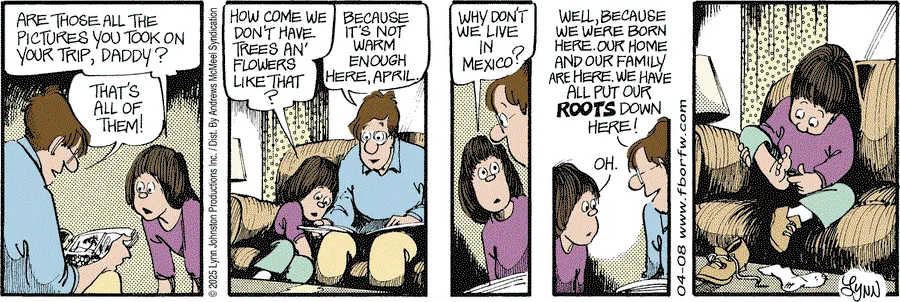 ARE THOSE ALL THE
PICTURES YOU TOOK ON
YOUR TRIP, DADDY?
THAT'S
ALL OF
THEM!
© 2025 Lynn Johnston Productions Inc. / Dist. By Andrews McMeel Syndication
HOW COME WE
DON'T HAVE
TREES AN'
FLOWERS
LIKE THAT
?
BECAUSE
IT'S NOT
WARM
ENOUGH
HERE, APRIL.
WHY DON'T
WE LIVE
IN
MEXICO?
WELL, BECAUSE
WE WERE BORN
HERE. OUR HOME
AND OUR FAMILY
ARE HERE. WE HAVE
ALL PUT OUR
ROOTS DOWN
HERE!
OH.
04-08 www.fborfw.com
LYNN